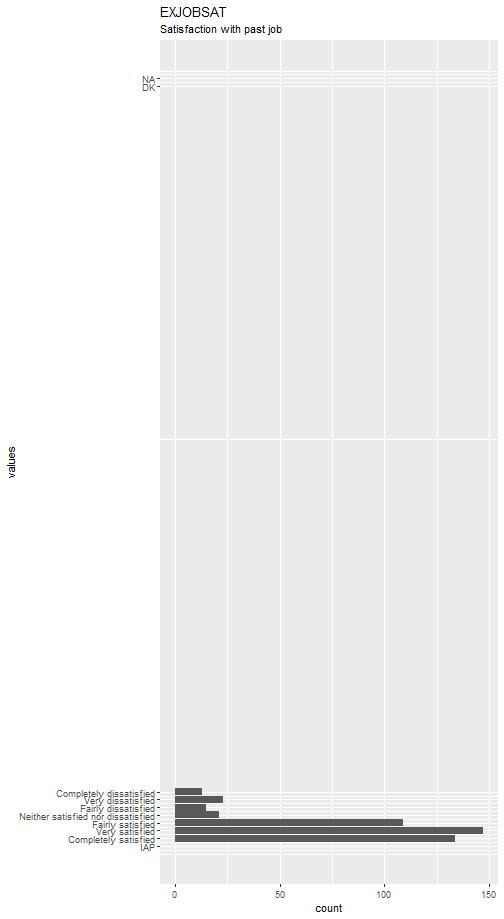 EXJOBSAT
Satisfaction with past job
NA
DK
values
Completely dissatisfied
Very dissatisfied
Fairly dissatisfied
Neither satisfied nor dissatisfied
Fairly satisfied
Very satisfied
Completely satisfied
IAP
0 50 100 150
count